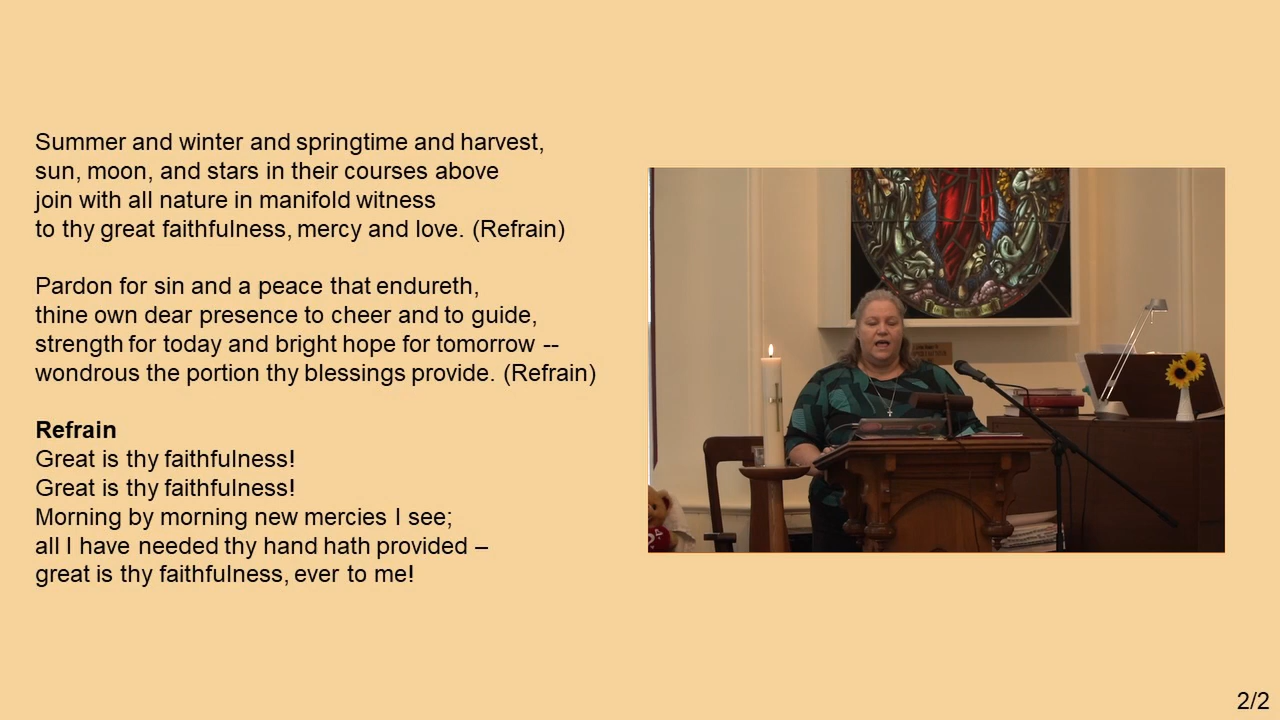 Summer and winter and springtime and harvest,
sun, moon, and stars in their courses above
join with all nature in manifold witness
to thy great faithfulness, mercy and love. (Refrain)
Pardon for sin and a peace that endureth,
thine own dear presence to cheer and to guide,
strength for today and bright hope for tomorrow --
wondrous the portion thy blessings provide. (Refrain)
Refrain
Great is thy faithfulness!
Great is thy faithfulness!
Morning by morning new mercies I see;
all I have needed thy hand hath provided –
great is thy faithfulness, ever to me!
2/2